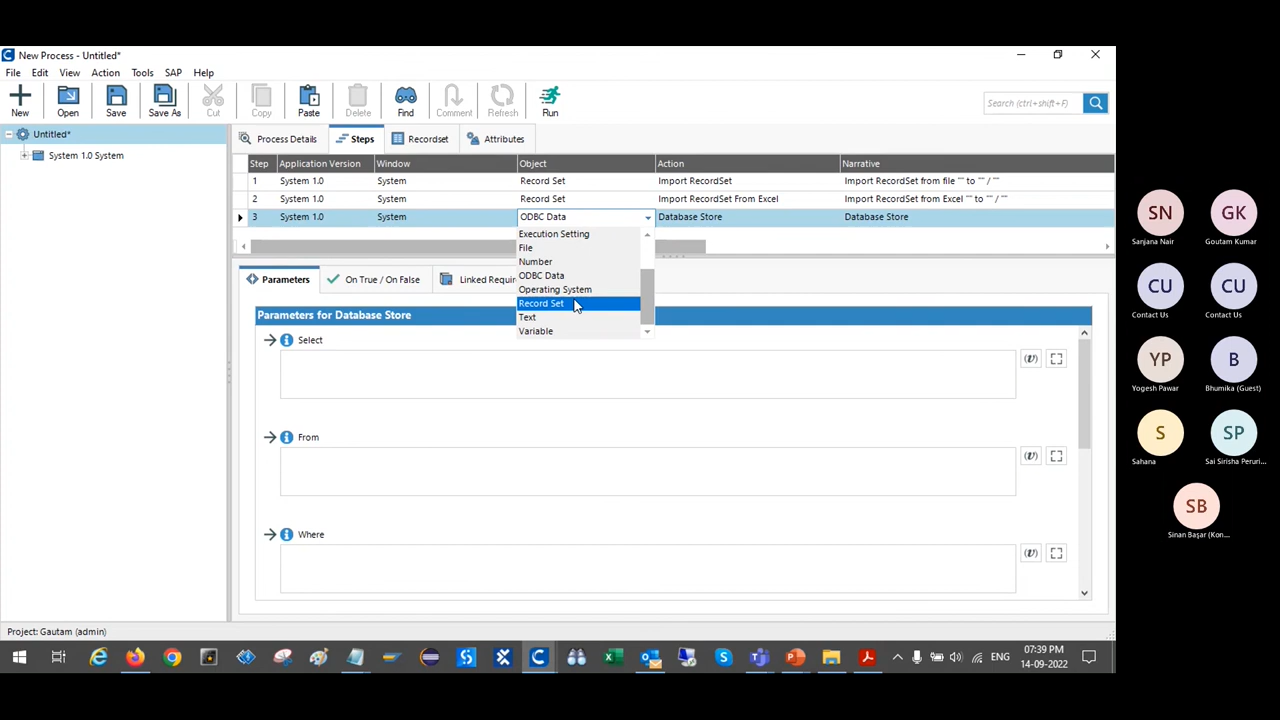 New Process - Untitled*
File Edit View Action Tools SAP Help
New Open Save Save As Cut Copy Paste Delete Find Comment Refresh Run
Search (ctrl+shift+F)
Untitled*
System 1.0 System
Process Details Steps Recordset Attributes
Step Application Version Window Object Action Narrative
1 System 1.0 System Record Set Import RecordSet Import RecordSet from file "" to "" / ""
2 System 1.0 System Record Set Import RecordSet From Excel Import RecordSet from Excel "" to "" / ""
3 System 1.0 System ODBC Data Database Store Database Store
Execution Setting
File
Number
ODBC Data
Operating System
Record Set
Text
Variable
Parameters On True / On False Linked Requir
Parameters for Database Store
Select
From
Where
Project: Gautam (admin)
ENG
07:39 PM
14-09-2022
SN GK
Sanjana Nair Goutam Kumar
CU CU
Contact Us Contact Us
YP B
Yogesh Pawar Bhumika (Guest)
S SP
Sahana Sai Sirisha Peruri...
SB
Sinan Başar (Kon...